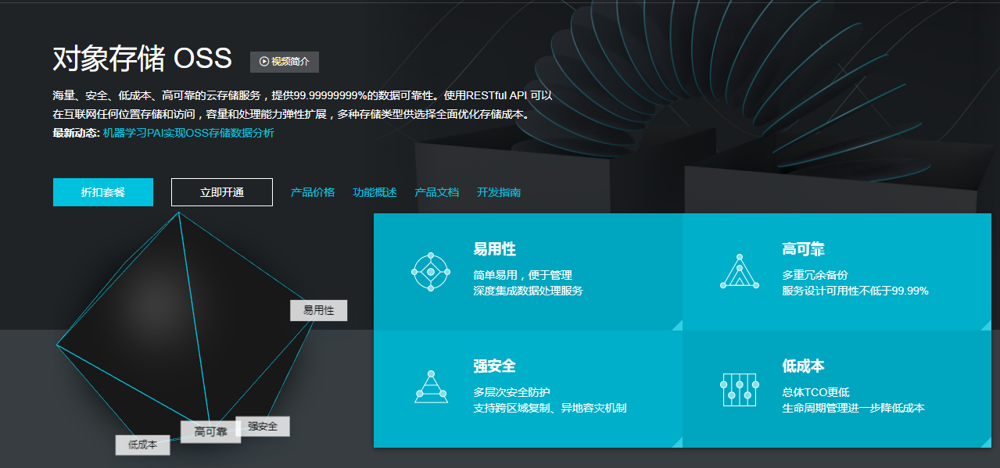 对象存储 OSS
视频简介
海量、安全、低成本、高可靠的云存储服务，提供99.99999999%的数据可靠性。使用RESTful API 可以
在互联网任何位置存储和访问，容量和处理能力弹性扩展，多种存储类型供选择全面优化存储成本。
最新动态: 机器学习PAI实现OSS存储数据分析
折扣套餐
立即开通
产品价格
功能概述
产品文档
开发指南
易用性
简单易用，便于管理
深度集成数据处理服务
高可靠
多重冗余备份
服务设计可用性不低于99.99%
强安全
多层次安全防护
支持跨区域复制、异地容灾机制
低成本
总体TCO更低
生命周期管理进一步降低成本
易用性
强安全
高可靠
低成本